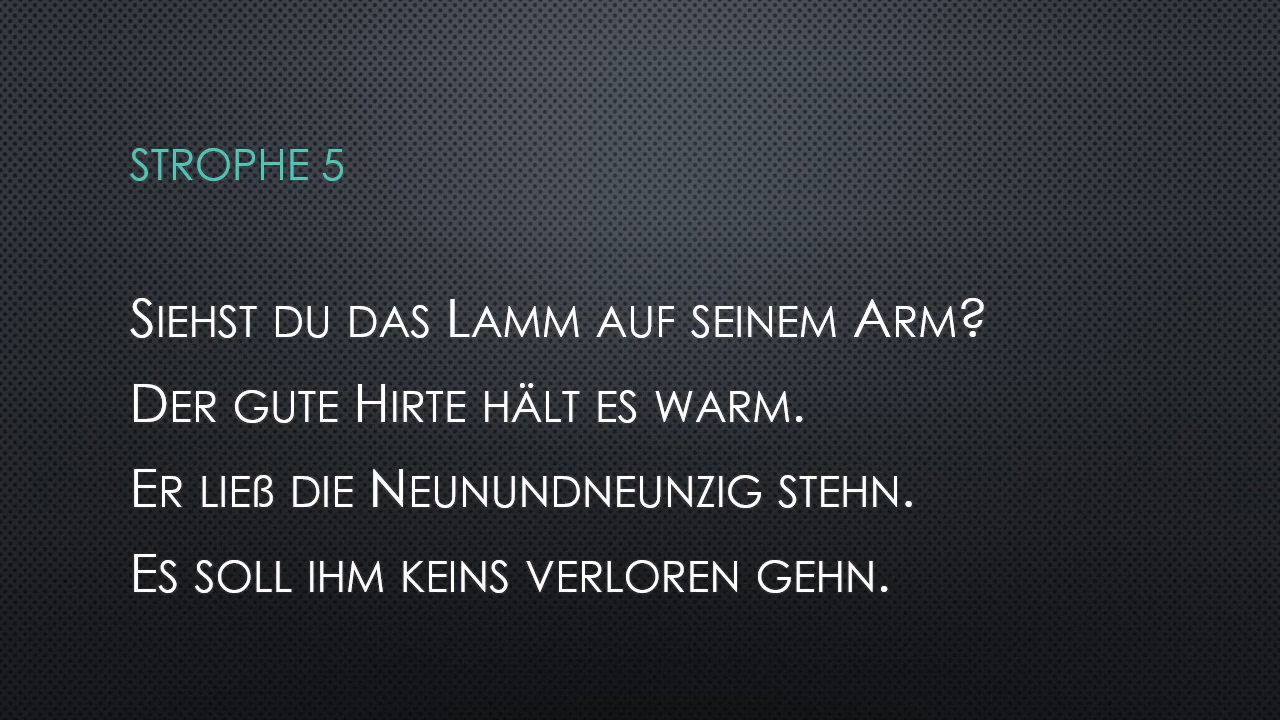 STROPHE 5
Siehst du das Lamm auf seinem Arm?
Der gute Hirte hält es warm.
Er ließ die Neunundneunzig stehn.
Es soll ihm keins verloren gehn.